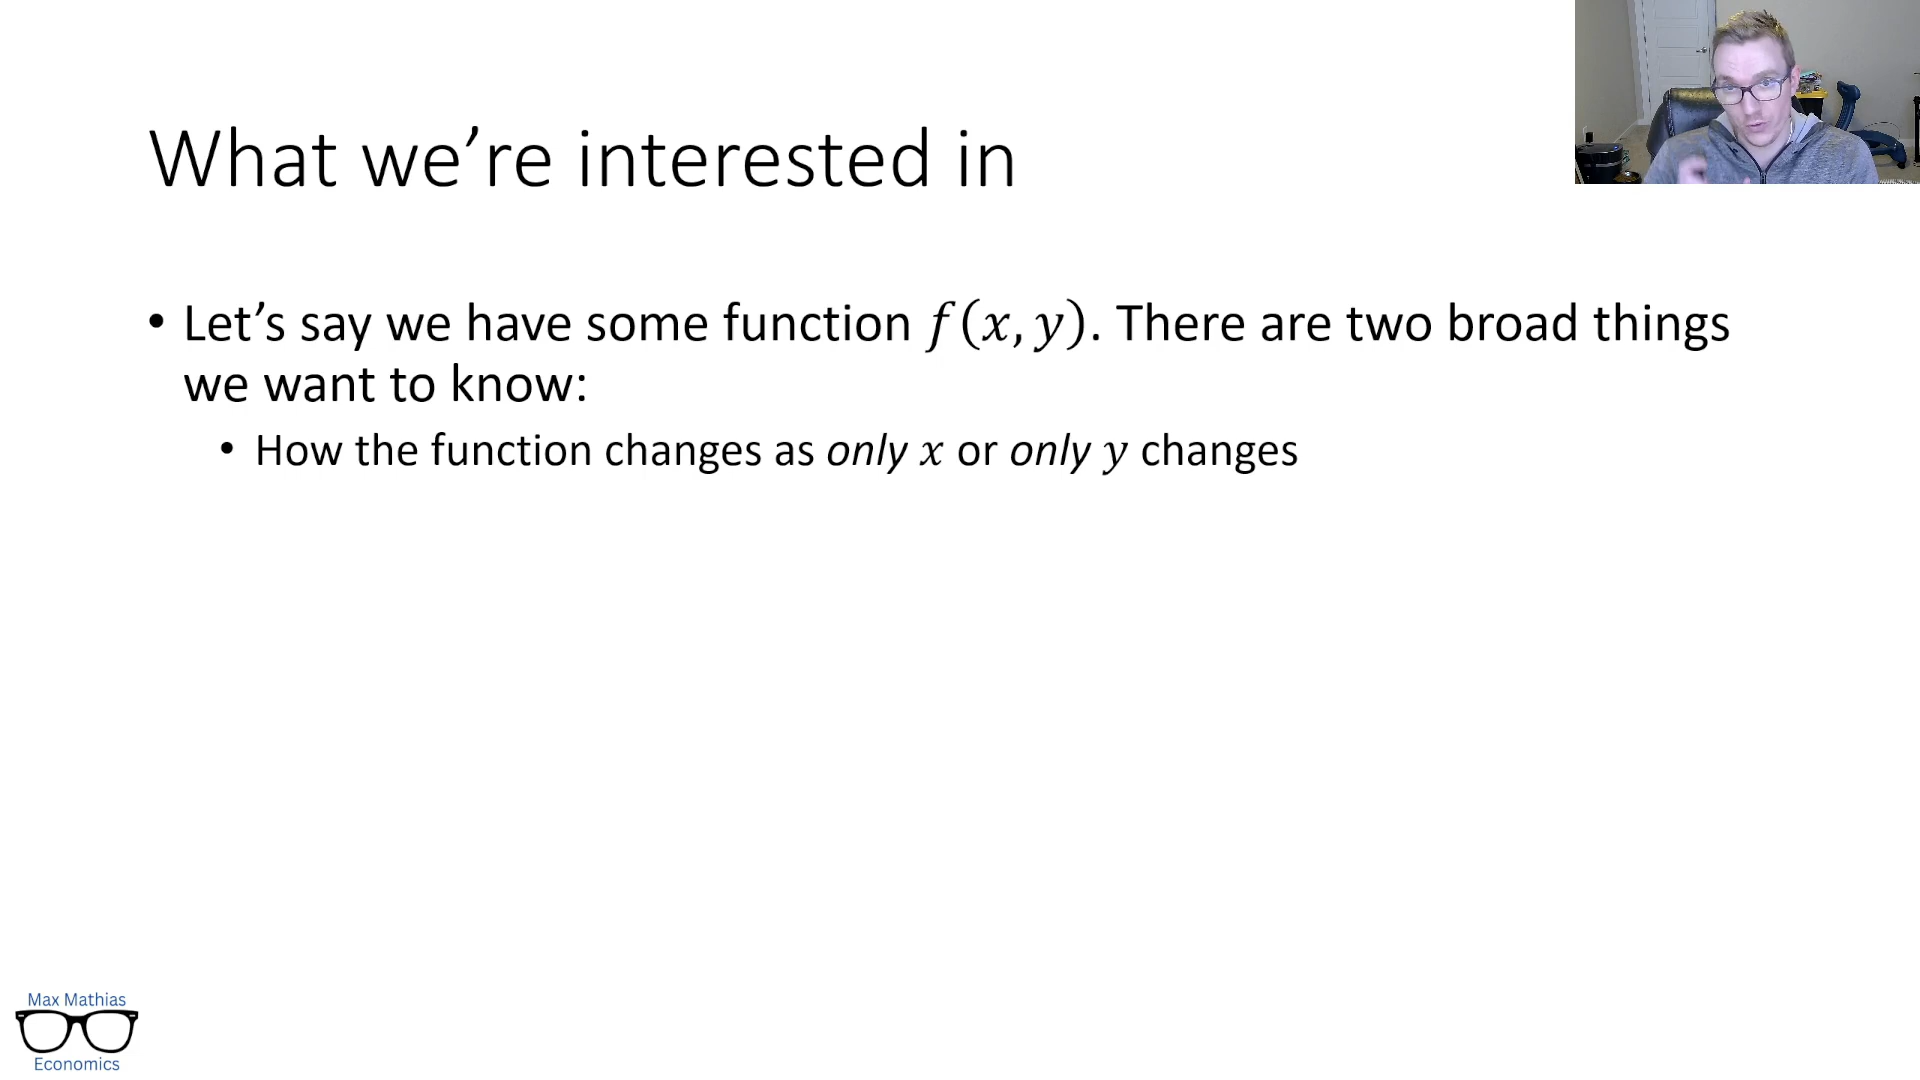 What we’re interested in
• Let’s say we have some function f(x, y). There are two broad things
we want to know:
• How the function changes as only x or only y changes
Max Mathias
Economics